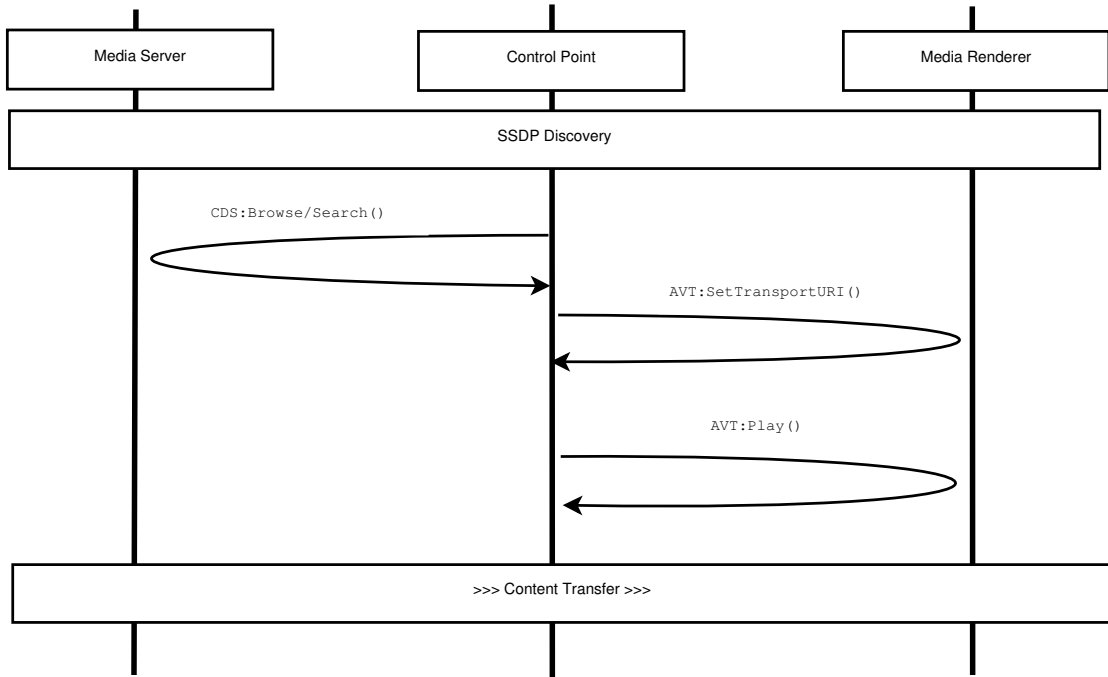 Media Server
Control Point
Media Renderer
SSDP Discovery
CDS:Browse/Search()
AVT:SetTransportURI()
AVT:Play()
>>> Content Transfer >>>